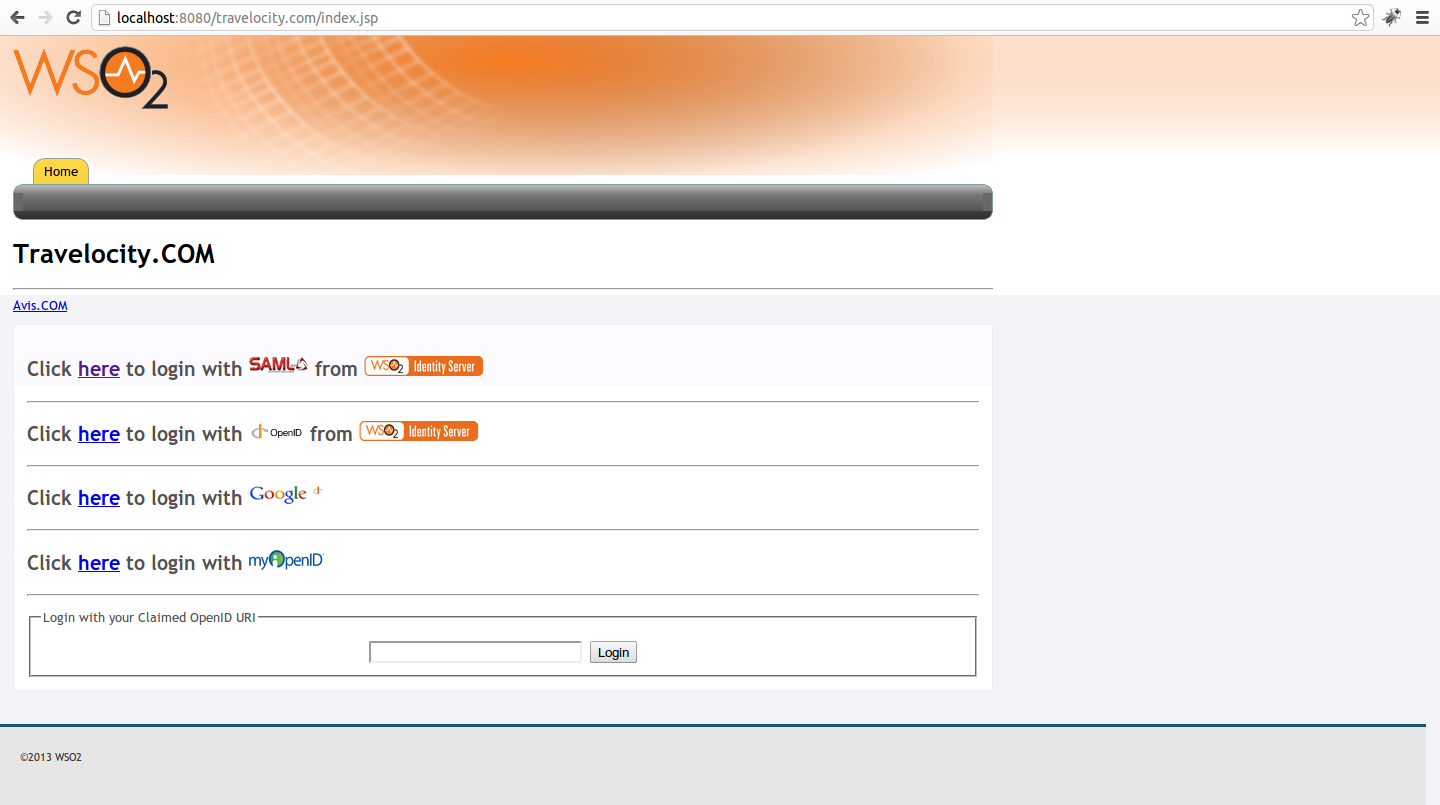 localhost:8080/travelocity.com/index.jsp
WSO2
Home
Travelocity.COM
Avis.COM
Click here to login with SAML from WSO2 Identity Server
Click here to login with OpenID from WSO2 Identity Server
Click here to login with Google
Click here to login with myOpenID
Login with your Claimed OpenID URI
Login
©2013 WSO2